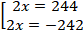 [2x = 244
2x = −242